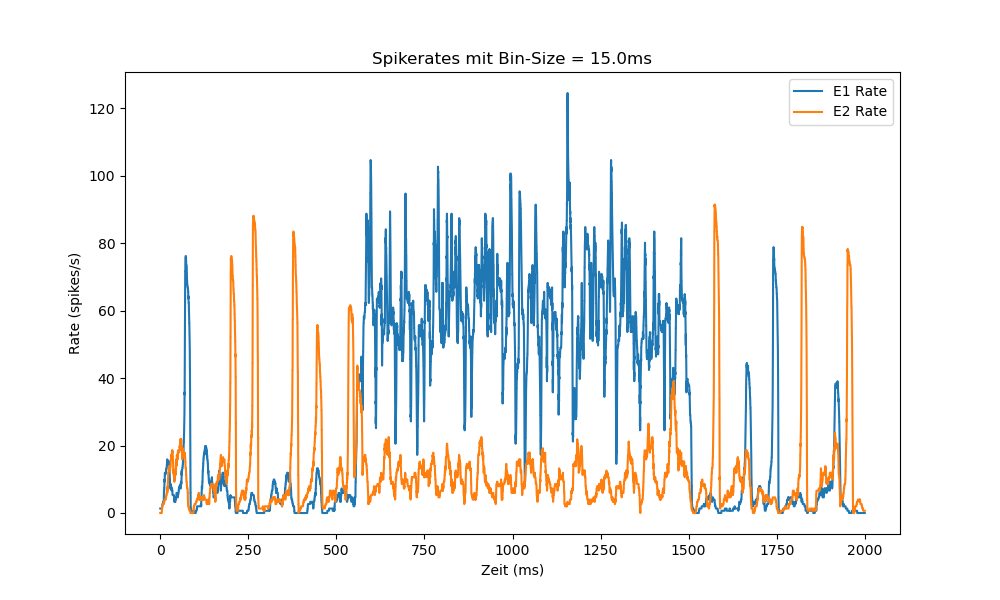 Spikerates mit Bin-Size = 15.0ms
E1 Rate
E2 Rate
Rate (spikes/s)
120
100
80
60
40
20
0
0 250 500 750 1000 1250 1500 1750 2000
Zeit (ms)